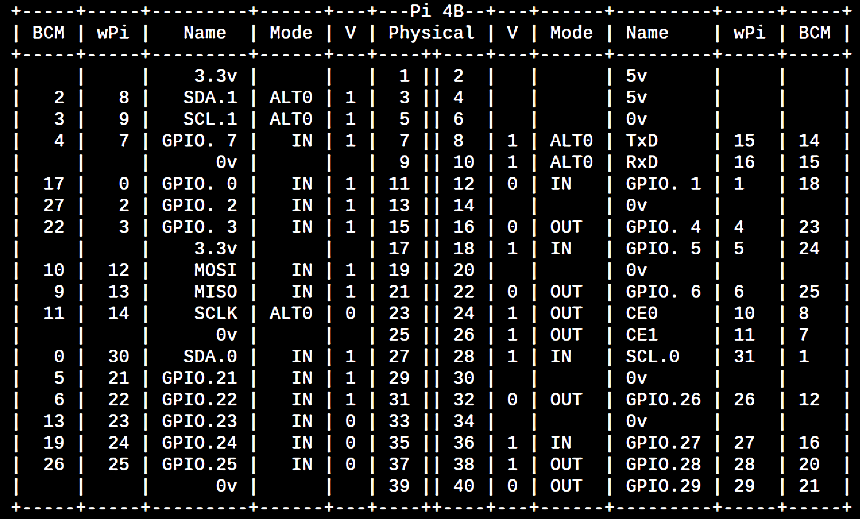 +-----+-----+---------+------+---+---Pi 4B--+---+------+---------+-----+-----+
| BCM | wPi |   Name  | Mode | V | Physical | V | Mode | Name    | wPi | BCM |
+-----+-----+---------+------+---+----++----+---+------+---------+-----+-----+
|     |     |    3.3v |      |   |  1 || 2  |   |      | 5v      |     |     |
|   2 |   8 |   SDA.1 | ALT0 | 1 |  3 || 4  |   |      | 5v      |     |     |
|   3 |   9 |   SCL.1 | ALT0 | 1 |  5 || 6  |   |      | 0v      |     |     |
|   4 |   7 | GPIO. 7 |   IN | 1 |  7 || 8  | 1 | ALT0 | TxD     | 15  | 14  |
|     |     |      0v |      |   |  9 || 10 | 1 | ALT0 | RxD     | 16  | 15  |
|  17 |   0 | GPIO. 0 |   IN | 1 | 11 || 12 | 0 | IN   | GPIO. 1 | 1   | 18  |
|  27 |   2 | GPIO. 2 |   IN | 1 | 13 || 14 |   |      | 0v      |     |     |
|  22 |   3 | GPIO. 3 |   IN | 1 | 15 || 16 | 0 | OUT  | GPIO. 4 | 4   | 23  |
|     |     |    3.3v |      |   | 17 || 18 | 1 | IN   | GPIO. 5 | 5   | 24  |
|  10 |  12 |    MOSI |   IN | 1 | 19 || 20 |   |      | 0v      |     |     |
|   9 |  13 |    MISO |   IN | 1 | 21 || 22 | 0 | OUT  | GPIO. 6 | 6   | 25  |
|  11 |  14 |    SCLK | ALT0 | 0 | 23 || 24 | 1 | OUT  | CE0     | 10  | 8   |
|     |     |      0v |      |   | 25 || 26 | 1 | OUT  | CE1     | 11  | 7   |
|   0 |  30 |   SDA.0 |   IN | 1 | 27 || 28 | 1 | IN   | SCL.0   | 31  | 1   |
|   5 |  21 | GPIO.21 |   IN | 1 | 29 || 30 |   |      | 0v      |     |     |
|   6 |  22 | GPIO.22 |   IN | 1 | 31 || 32 | 0 | OUT  | GPIO.26 | 26  | 12  |
|  13 |  23 | GPIO.23 |   IN | 0 | 33 || 34 |   |      | 0v      |     |     |
|  19 |  24 | GPIO.24 |   IN | 0 | 35 || 36 | 1 | IN   | GPIO.27 | 27  | 16  |
|  26 |  25 | GPIO.25 |   IN | 0 | 37 || 38 | 1 | OUT  | GPIO.28 | 28  | 20  |
|     |     |      0v |      |   | 39 || 40 | 0 | OUT  | GPIO.29 | 29  | 21  |
+-----+-----+---------+------+---+----++----+---+------+---------+-----+-----+